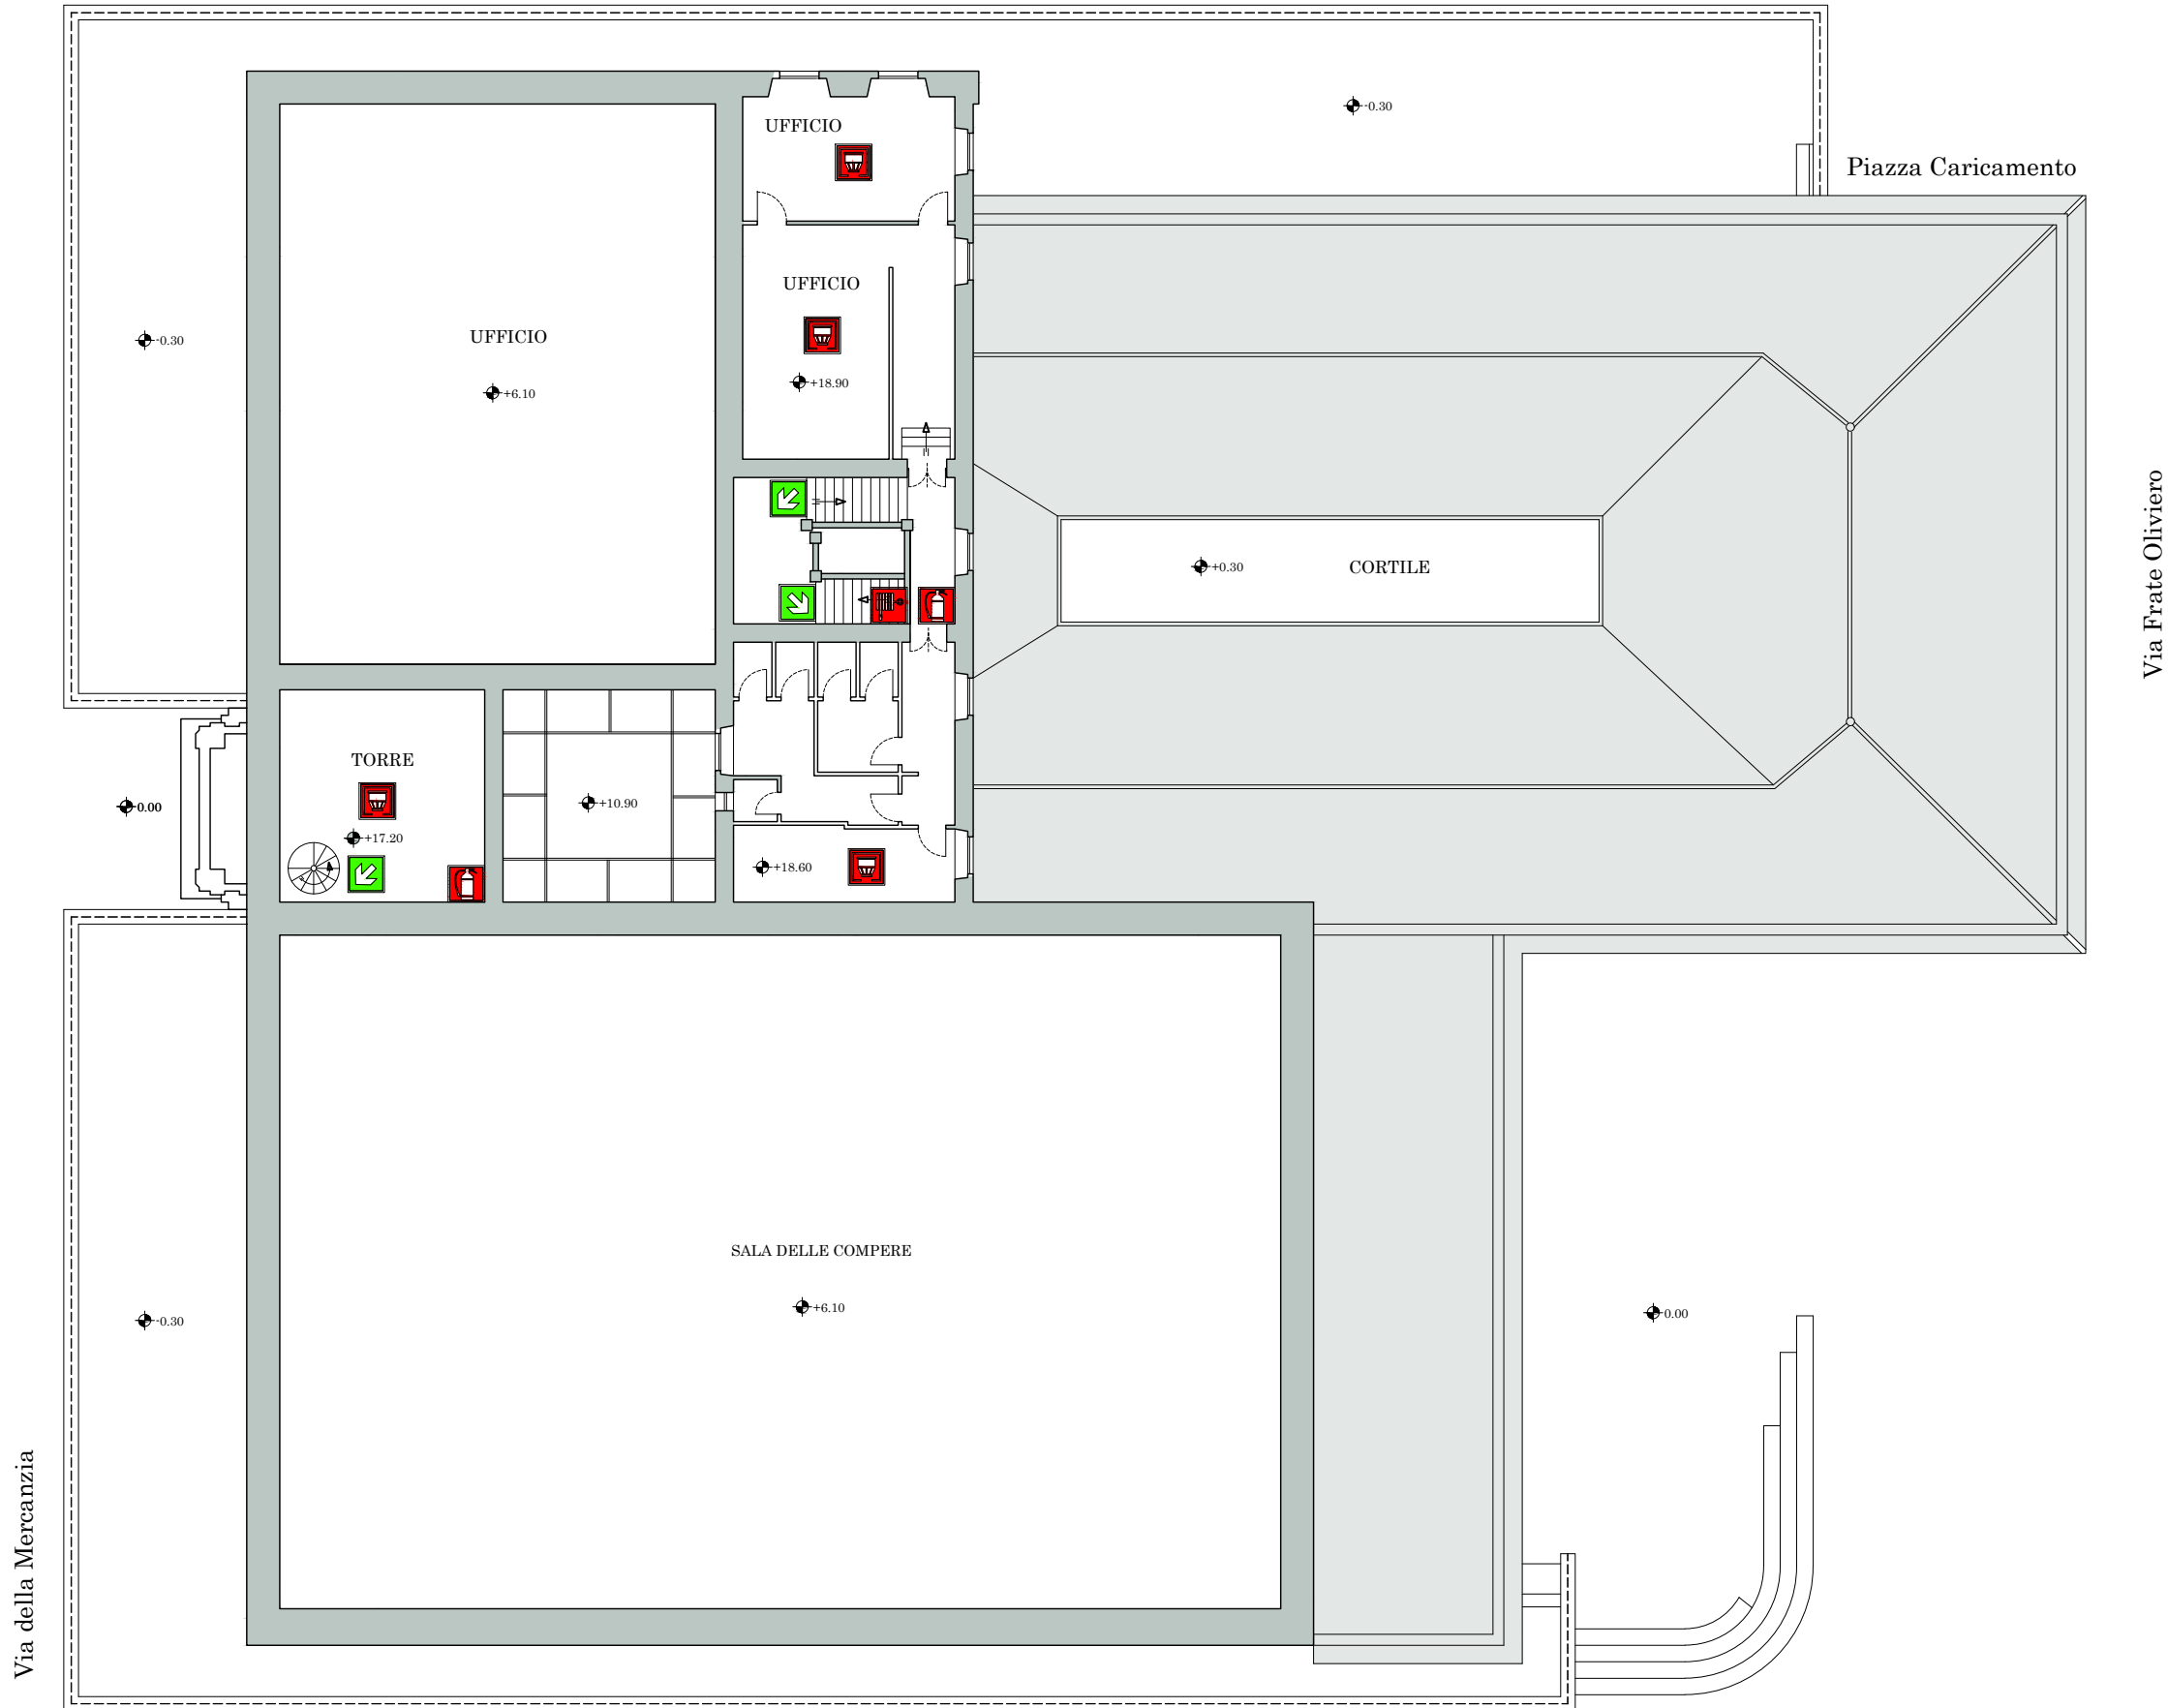 -0.30
UFFICIO
Piazza Caricamento
UFFICIO
UFFICIO
-0.30
+18.90
+6.10
Via Frate Oliviero
+0.30
CORTILE
TORRE
+10.90
0.00
+17.20
+18.60
SALA DELLE COMPERE
+6.10
0.00
-0.30
Via della Mercanzia